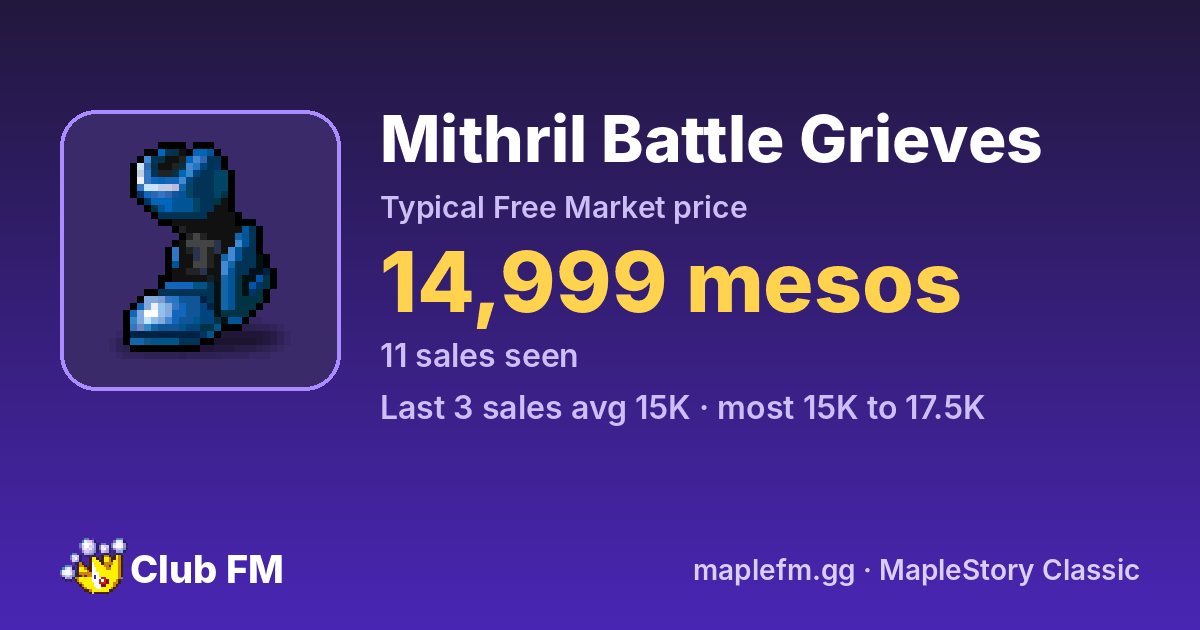 Mithril Battle Grieves
Typical Free Market price
14,999 mesos
11 sales seen
Last 3 sales avg 15K · most 15K to 17.5K
Club FM
maplefm.gg · MapleStory Classic